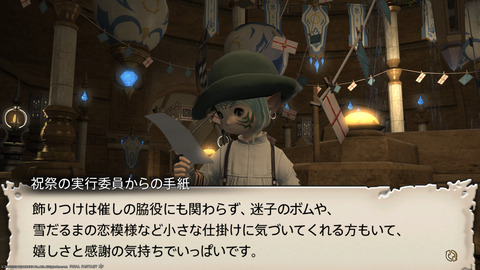 祝祭の実行委員からの手紙
飾りつけは催しの脇役にも関わらず、迷子のボムや、
雪だるまの恋模様など小さな仕掛けに気づいてくれる方もいて、
嬉しさと感謝の気持ちでいっぱいです。